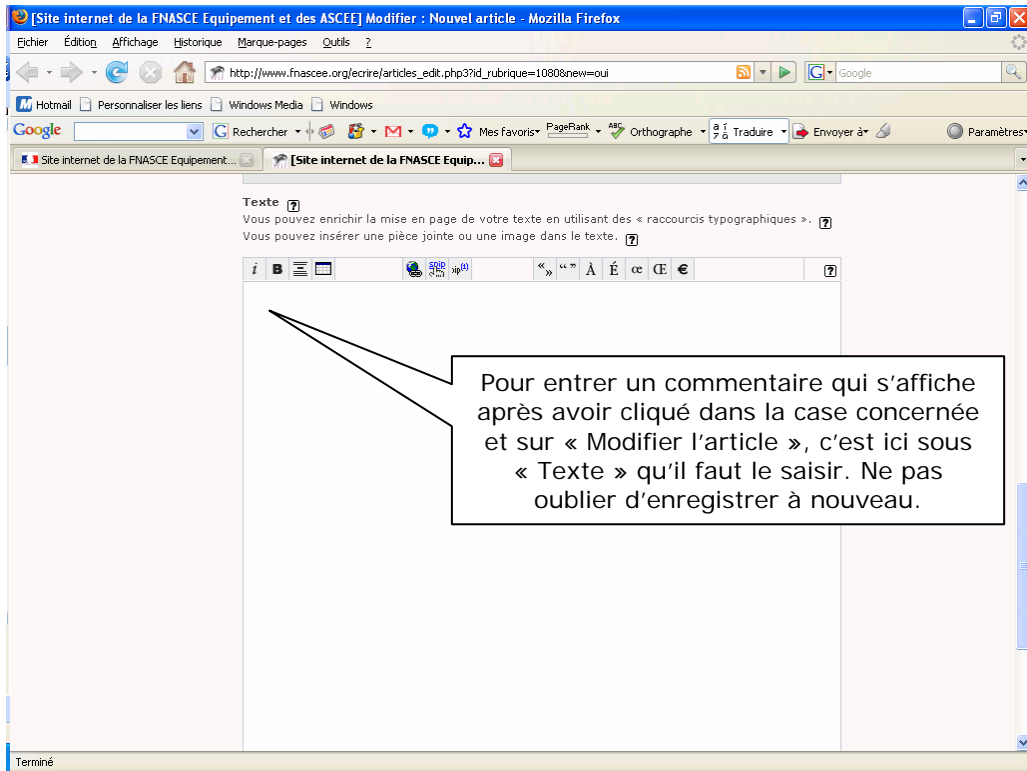 [Site internet de la FNASCE Equipement et des ASCEE] Modifier : Nouvel article - Mozilla Firefox
Eichier Édition Affichage Historique Marque-pages Outils ?
http://www.fnascee.org/ecrire/articles_edit.php3?id_rubrique=1080&new=oui
G Google
Hotmail Personnaliser les liens Windows Media Windows
Google G Rechercher Mes favoris PageRank ABC Orthographe Traduire Envoyer à Paramètres
Site internet de la FNASCE Equipement... [Site internet de la FNASCE Equip...
Texte ?
Vous pouvez enrichir la mise en page de votre texte en utilisant des « raccourcis typographiques ». ?
Vous pouvez insérer une pièce jointe ou une image dans le texte. ?
i B «» “” À É œ Œ € ?
Pour entrer un commentaire qui s’affiche
après avoir cliqué dans la case concernée
et sur « Modifier l’article », c’est ici sous
« Texte » qu’il faut le saisir. Ne pas
oublier d’enregistrer à nouveau.
Terminé